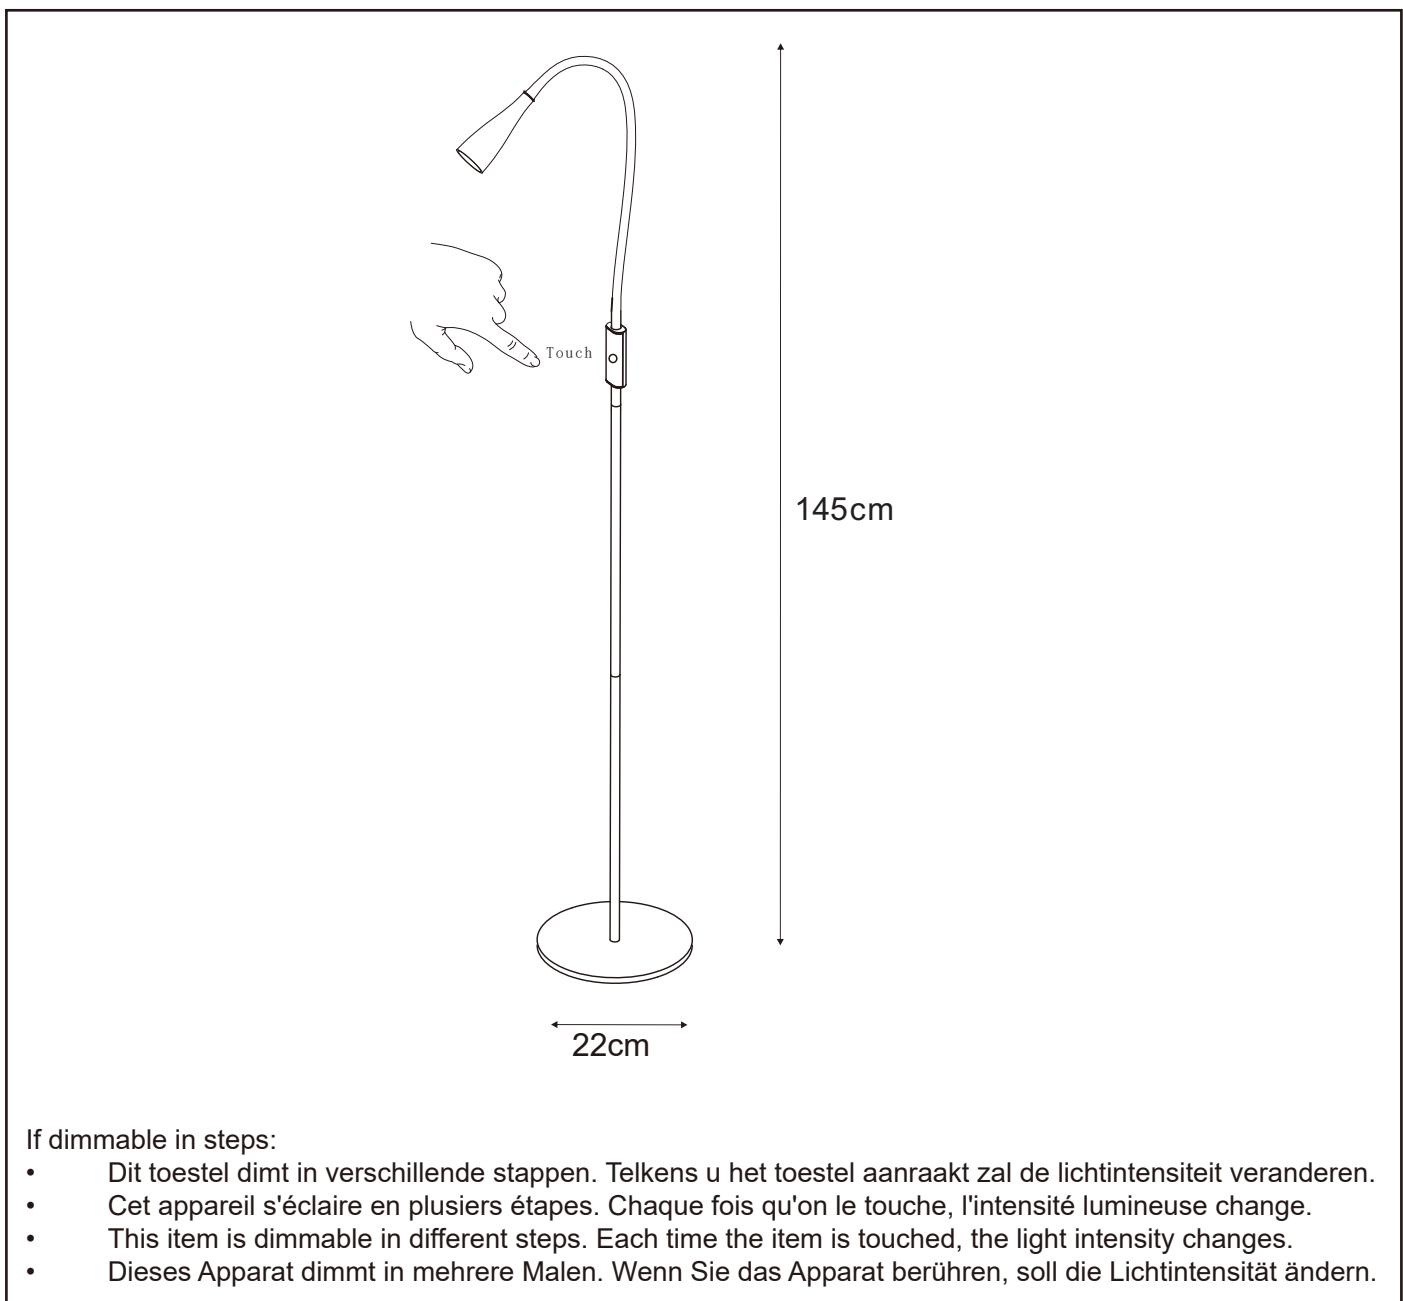 Touch
145cm
22cm
If dimmable in steps:
• Dit toestel dimt in verschillende stappen. Telkens u het toestel aanraakt zal de lichtintensiteit veranderen.
• Cet appareil s'éclaire en plusiers étapes. Chaque fois qu'on le touche, l'intensité lumineuse change.
• This item is dimmable in different steps. Each time the item is touched, the light intensity changes.
• Dieses Apparat dimmt in mehrere Malen. Wenn Sie das Apparat berühren, soll die Lichtintensität ändern.